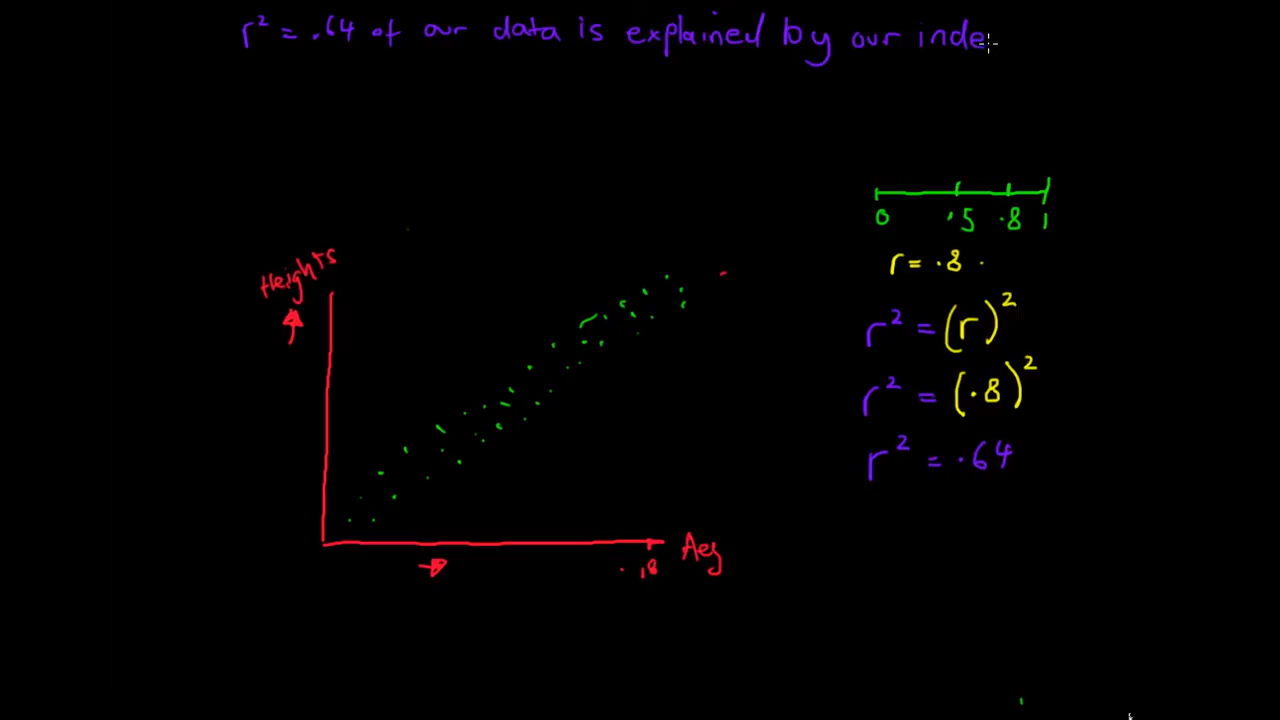 r² = .64 of our data is explained by our inde
0 .5 .8 1
Heights
r = .8
r² = (r)²
r² = (.8)²
r² = .64
Aeg
18